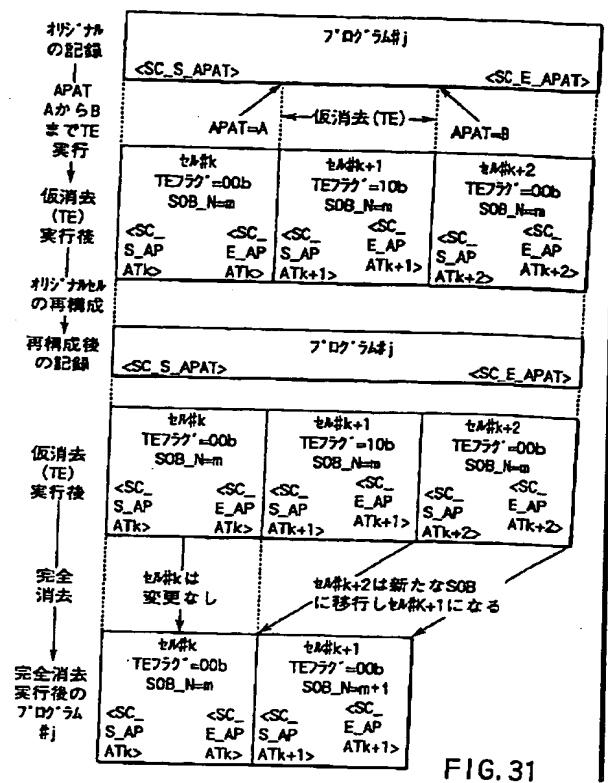 オリジナル
の記録
APAT
AからB
までTE
実行
仮消去
(TE)
実行後
オリジナルセル
の再構成
再構成後
の記録
プログラム#j
<SC_S_APAT>
<SC_E_APAT>
APAT=A
仮消去(TE)
APAT=B
セル#k
TEフラグ=00b
SOB_N=m
<SC_
S_AP
ATk>
<SC_
E_AP
ATk>
セル#k+1
TEフラグ=10b
SOB_N=m
<SC_
S_AP
ATk+1>
<SC_
E_AP
ATk+1>
セル#k+2
TEフラグ=00b
SOB_N=m
<SC_
S_AP
ATk+2>
<SC_
E_AP
ATk+2>
プログラム#j
<SC_S_APAT>
<SC_E_APAT>
仮消去
(TE)
実行後
セル#k
TEフラグ=00b
SOB_N=m
<SC_
S_AP
ATk>
<SC_
E_AP
ATk>
セル#k+1
TEフラグ=10b
SOB_N=m
<SC_
S_AP
ATk+1>
<SC_
E_AP
ATk+1>
セル#k+2
TEフラグ=00b
SOB_N=m
<SC_
S_AP
ATk+2>
<SC_
E_AP
ATk+2>
完全
消去
セル#kは
変更なし
セル#k+2は新たなSOB
に移行しセル#K+1になる
完全消去
実行後の
プログラム
#j
セル#k
TEフラグ=00b
SOB_N=m
<SC_
S_AP
ATk>
<SC_
E_AP
ATk>
セル#k+1
TEフラグ=00b
SOB_N=m+1
<SC_
S_AP
ATk+1>
<SC_
E_AP
ATk+1>
FIG.31